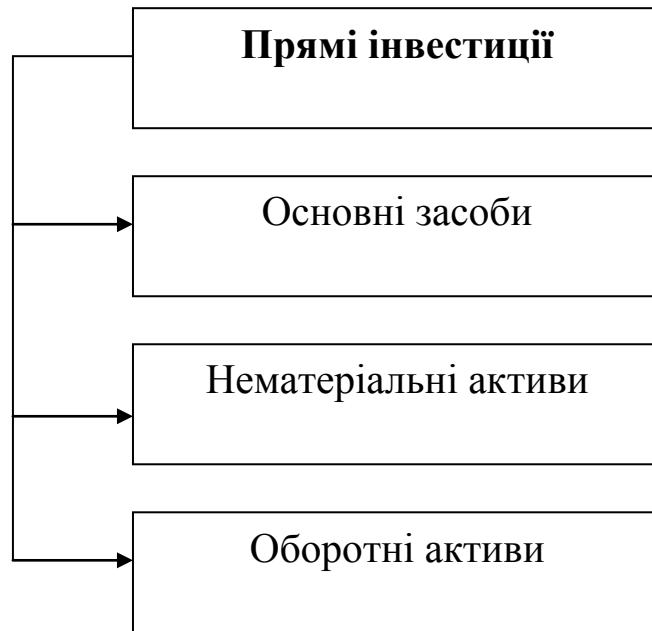 Прямі інвестиції
Основні засоби
Нематеріальні активи
Оборотні активи